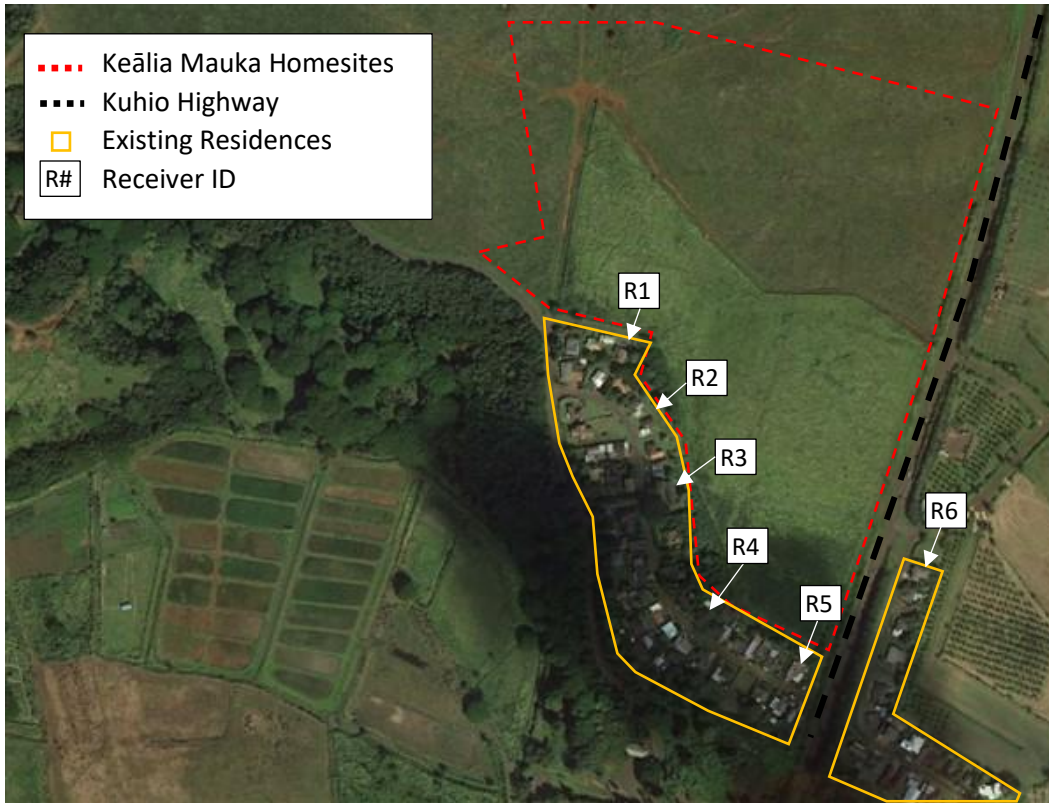 Keālia Mauka Homesites
Kuhio Highway
Existing Residences
R# Receiver ID
R1
R2
R3
R4
R5
R6